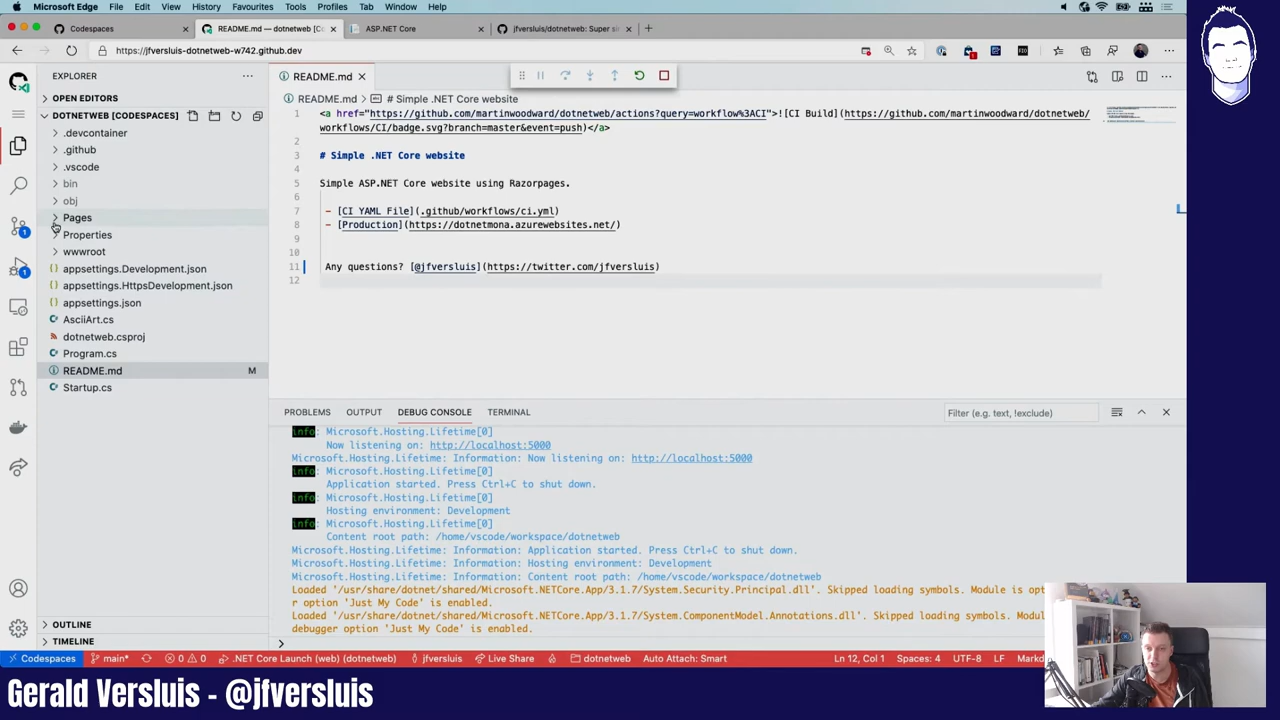 Microsoft Edge File Edit View History Favourites Tools Profiles Tab Window Help
Codespaces
README.md — dotnetweb [Co
ASP.NET Core
jfversluis/dotnetweb: Super si
https://jfversluis-dotnetweb-w742.github.dev
EXPLORER
OPEN EDITORS
DOTNETWEB [CODESPACES]
.devcontainer
.github
.vscode
bin
obj
Pages
Properties
wwwroot
appsettings.Development.json
appsettings.HttpsDevelopment.json
appsettings.json
AsciiArt.cs
dotnetweb.csproj
Program.cs
README.md M
Startup.cs
OUTLINE
TIMELINE
README.md
README.md > # Simple .NET Core website
1 <a href="https://github.com/martinwoodward/dotnetweb/actions?query=workflow%3ACI">![CI Build](https://github.com/martinwoodward/dotnetweb/
workflows/CI/badge.svg?branch=master&event=push)</a>
2
3 # Simple .NET Core website
4
5 Simple ASP.NET Core website using Razorpages.
6
7 - [CI YAML File](.github/workflows/ci.yml)
8 - [Production](https://dotnetmona.azurewebsites.net/)
9
10
11 Any questions? [@jfversluis](https://twitter.com/jfversluis)
12
PROBLEMS OUTPUT DEBUG CONSOLE TERMINAL
Filter (e.g. text, !exclude)
info: Microsoft.Hosting.Lifetime[0]
Now listening on: http://localhost:5000
Microsoft.Hosting.Lifetime: Information: Now listening on: http://localhost:5000
info: Microsoft.Hosting.Lifetime[0]
Application started. Press Ctrl+C to shut down.
info: Microsoft.Hosting.Lifetime[0]
Hosting environment: Development
info: Microsoft.Hosting.Lifetime[0]
Content root path: /home/vscode/workspace/dotnetweb
Microsoft.Hosting.Lifetime: Information: Application started. Press Ctrl+C to shut down.
Microsoft.Hosting.Lifetime: Information: Hosting environment: Development
Microsoft.Hosting.Lifetime: Information: Content root path: /home/vscode/workspace/dotnetweb
Loaded '/usr/share/dotnet/shared/Microsoft.NETCore.App/3.1.7/System.Security.Principal.dll'. Skipped loading symbols. Module is opt
r option 'Just My Code' is enabled.
Loaded '/usr/share/dotnet/shared/Microsoft.NETCore.App/3.1.7/System.ComponentModel.Annotations.dll'. Skipped loading symbols. Modu
debugger option 'Just My Code' is enabled.
Codespaces main* 0 0 .NET Core Launch (web) (dotnetweb) jfversluis Live Share dotnetweb Auto Attach: Smart Ln 12, Col 1 Spaces: 4 UTF-8 LF Markd
Gerald Versluis - @jfversluis